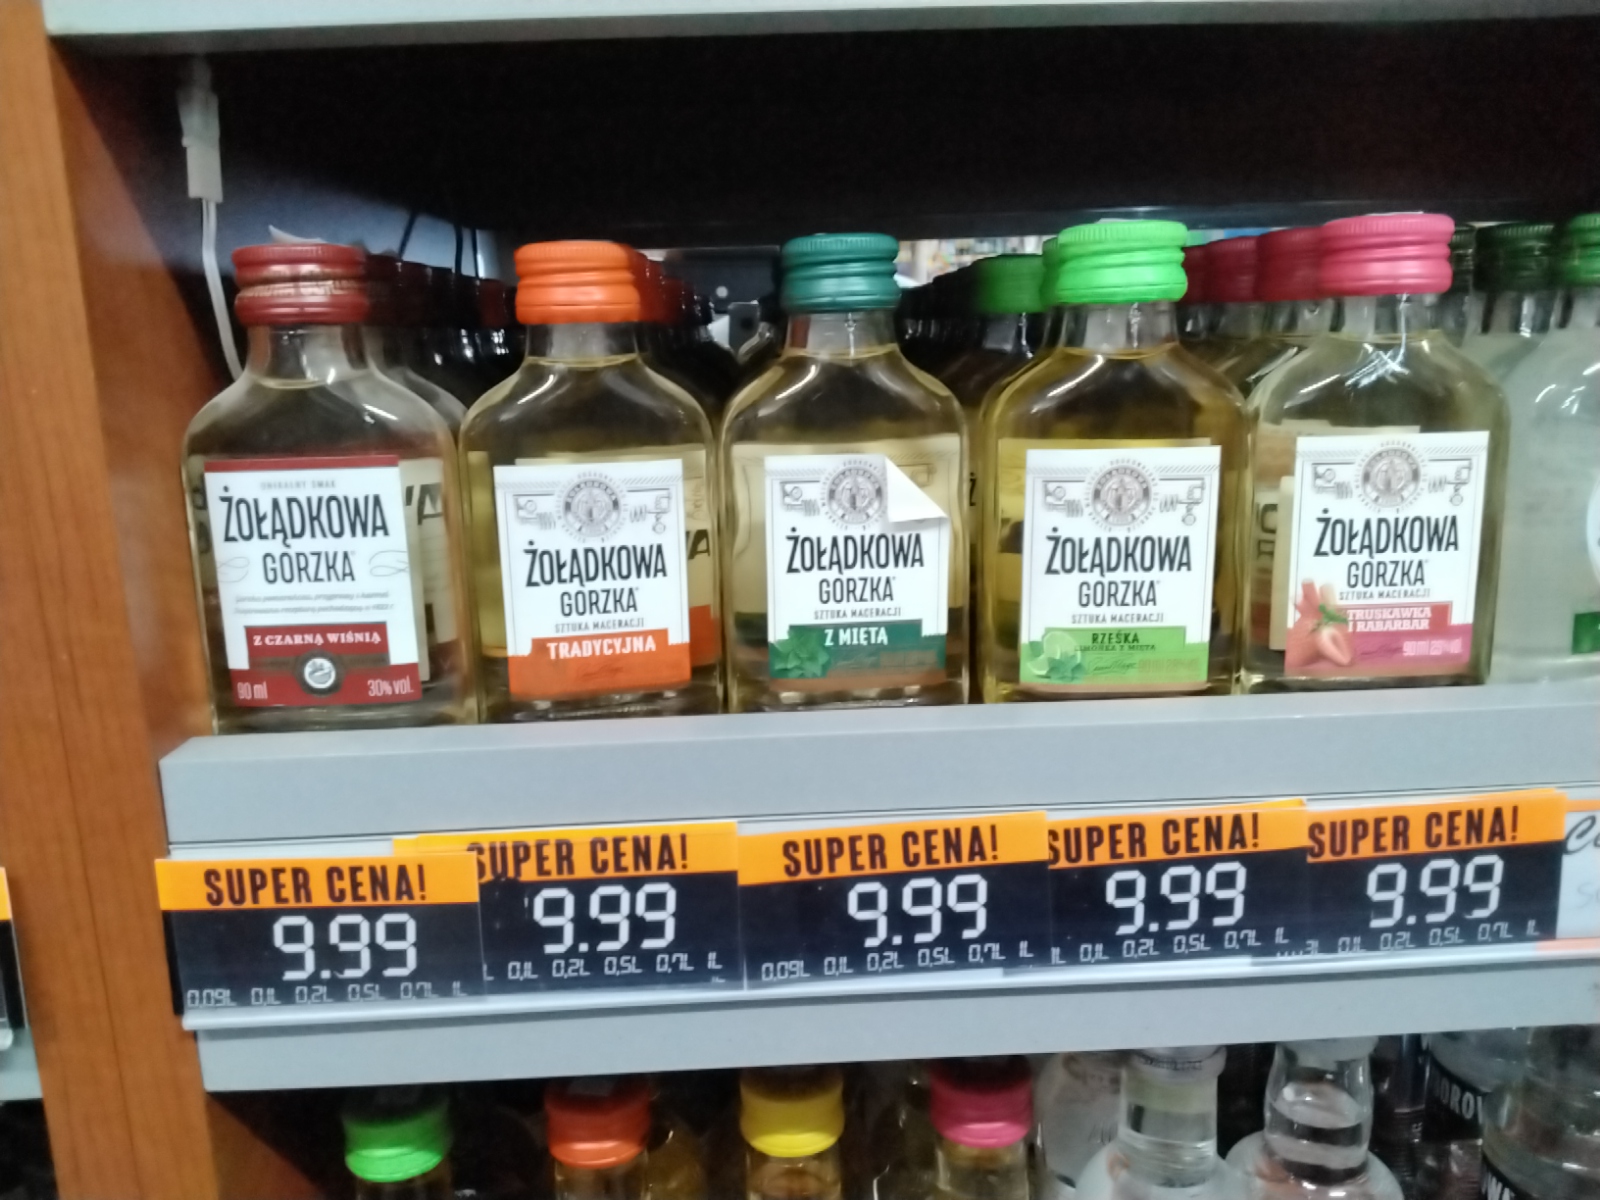 UNIKALNY SMAK
ŻOŁĄDKOWA
GORZKA
Z CZARNĄ WIŚNIĄ
90 ml
30% vol.
ŻOŁĄDKOWA
GORZKA
SZTUKA MACERACJI
TRADYCYJNA
ŻOŁĄDKOWA
GORZKA
SZTUKA MACERACJI
Z MIĘTĄ
ŻOŁĄDKOWA
GORZKA
SZTUKA MACERACJI
RZEŚKA
LIMONKA Z MIĘTĄ
ŻOŁĄDKOWA
GORZKA
SZTUKA MACERACJI
TRUSKAWKA
I RABARBAR
90 ml
SUPER CENA!
9.99
0,09L 0,1L 0,2L 0,5L 0,7L 1L
SUPER CENA!
9.99
0,1L 0,2L 0,5L 0,7L 1L
SUPER CENA!
9.99
0,09L 0,1L 0,2L 0,5L 0,7L 1L
SUPER CENA!
9.99
0,1L 0,2L 0,5L 0,7L 1L
SUPER CENA!
9.99
0,1L 0,2L 0,5L 0,7L 1L